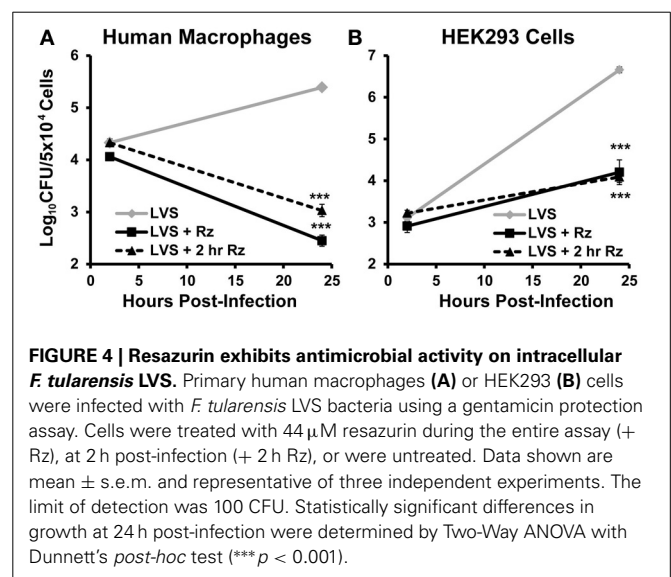 A Human Macrophages
B HEK293 Cells
Log10CFU/5x10⁴ Cells
6
5
4
3
2
0 5 10 15 20 25
Hours Post-Infection
LVS
LVS + Rz
LVS + 2 hr Rz
***
***
7
6
5
4
3
2
0 5 10 15 20 25
Hours Post-Infection
LVS
LVS + Rz
LVS + 2 hr Rz
***
***
FIGURE 4 | Resazurin exhibits antimicrobial activity on intracellular
F. tularensis LVS. Primary human macrophages (A) or HEK293 (B) cells
were infected with F. tularensis LVS bacteria using a gentamicin protection
assay. Cells were treated with 44 μM resazurin during the entire assay (+
Rz), at 2 h post-infection (+ 2 h Rz), or were untreated. Data shown are
mean ± s.e.m. and representative of three independent experiments. The
limit of detection was 100 CFU. Statistically significant differences in
growth at 24 h post-infection were determined by Two-Way ANOVA with
Dunnett's post-hoc test (***p < 0.001).